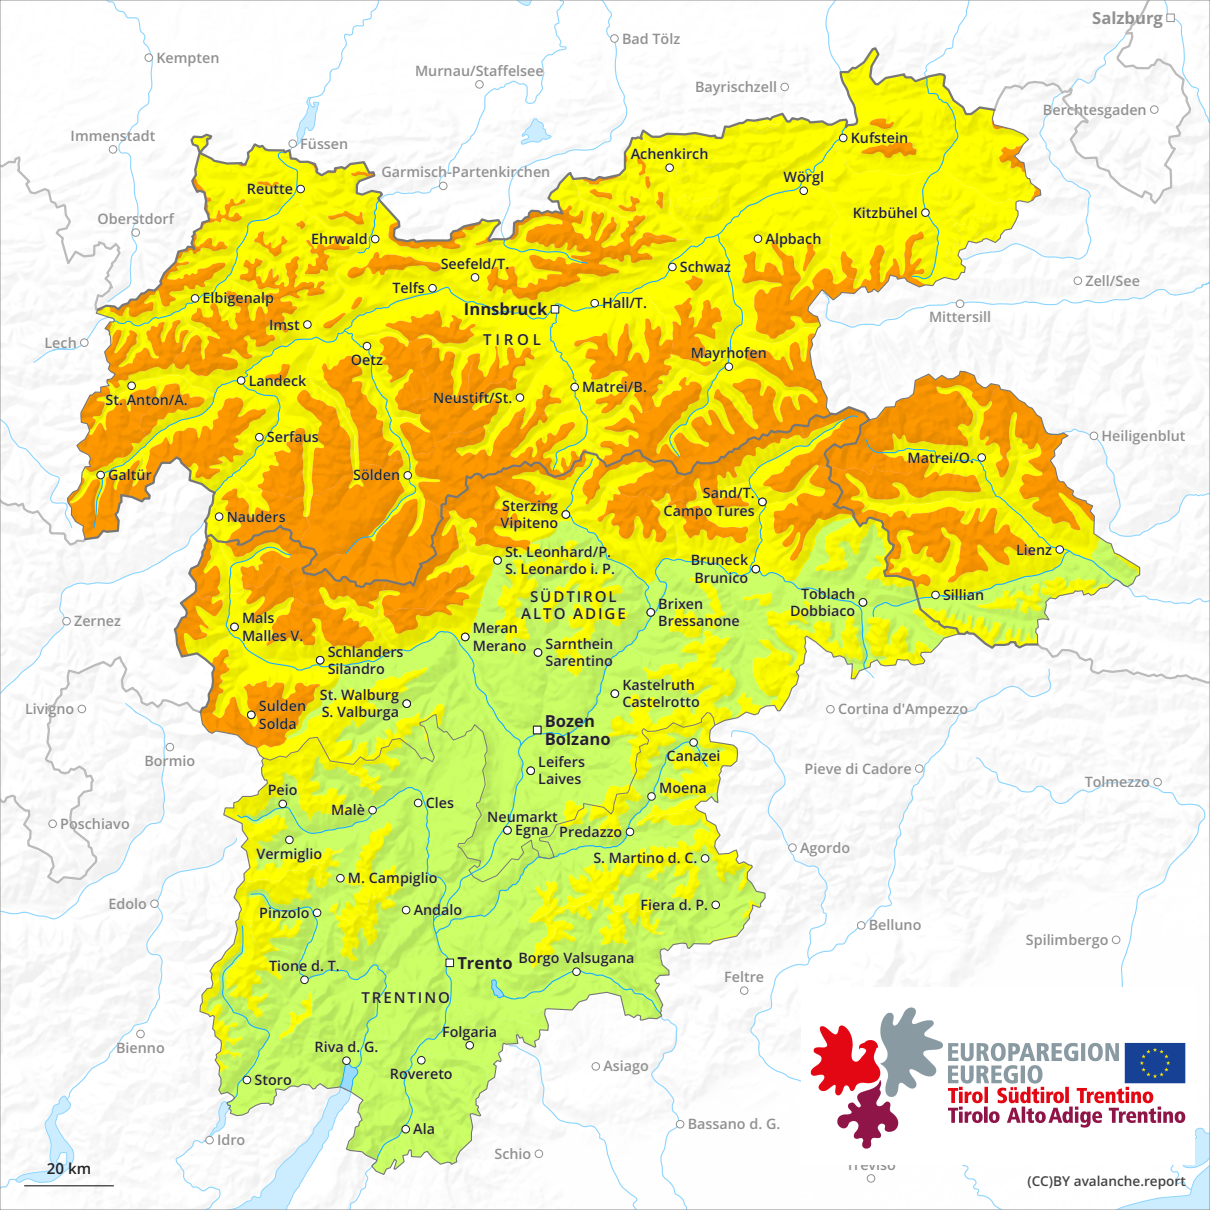 Salzburg
Bad Tölz
Kempten
Murnau/Staffelsee
Bayrischzell
Berchtesgaden
Immenstadt
Füssen
Kufstein
Achenkirch
Garmisch-Partenkirchen
Wörgl
Reutte
Oberstdorf
Kitzbühel
Ehrwald
Alpbach
Seefeld/T.
Schwaz
Zell/See
Telfs
Elbigenalp
Innsbruck
Hall/T.
Mittersill
Imst
TIROL
Lech
Oetz
Mayrhofen
Landeck
Matrei/B.
St. Anton/A.
Neustift/St.
Serfaus
Heiligenblut
Matrei/O.
Galtür
Sölden
Sand/T.
Campo Tures
Sterzing
Vipiteno
Nauders
Lienz
St. Leonhard/P.
S. Leonardo i. P.
Bruneck
Brunico
SÜDTIROL
ALTO ADIGE
Toblach
Dobbiaco
Sillian
Brixen
Bressanone
Zernez
Mals
Malles V.
Meran
Merano
Sarnthein
Sarentino
Schlanders
Silandro
Kastelruth
Castelrotto
St. Walburg
S. Valburga
Livigno
Sulden
Solda
Cortina d'Ampezzo
Bozen
Bolzano
Bormio
Canazei
Leifers
Laives
Pieve di Cadore
Tolmezzo
Peio
Moena
Malè
Cles
Neumarkt
Egna
Predazzo
Poschiavo
Vermiglio
Agordo
S. Martino d. C.
M. Campiglio
Edolo
Pinzolo
Andalo
Fiera d. P.
Belluno
Spilimbergo
Trento
Borgo Valsugana
Tione d. T.
Feltre
TRENTINO
Folgaria
Bienno
Riva d. G.
EUROPAREGION
EUREGIO
Tirol Südtirol Trentino
Tirolo Alto Adige Trentino
Asiago
Rovereto
Storo
Ala
Bassano d. G.
Idro
Schio
Treviso
20 km
(CC)BY avalanche.report